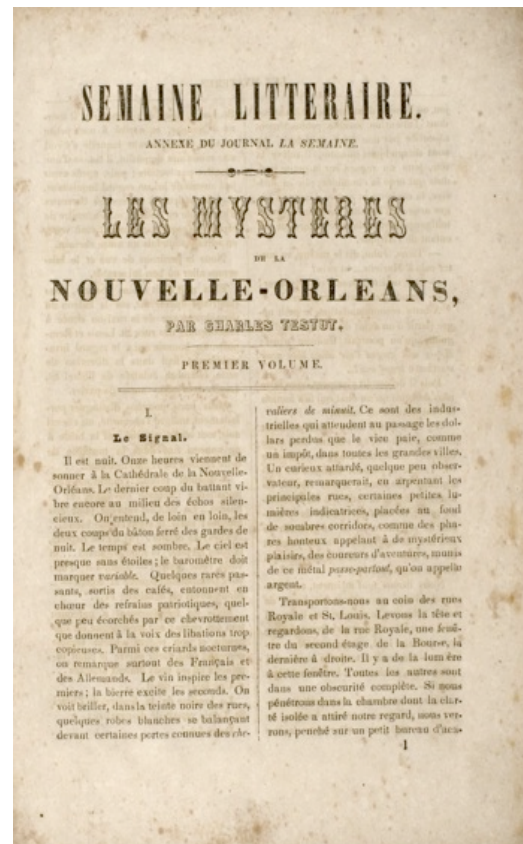 SEMAINE LITTERAIRE.
ANNEXE DU JOURNAL LA SEMAINE.
LES MYSTERES
DE LA
NOUVELLE-ORLEANS,
PAR CHARLES TESTUT.
PREMIER VOLUME.
I.
Le Signal.
Il est nuit. Onze heures viennent de
sonner à la Cathédrale de la Nouvelle-
Orléans. Le dernier coup du battant vi-
bre encore au milieu des échos silen-
cieux. On entend, de loin en loin, les
deux coups du bâton ferré des gardes de
nuit. Le temps est sombre. Le ciel est
presque sans étoiles ; le baromètre doit
marquer variable. Quelques rares pas-
sants, sortis des cafés, entonnent en
chœur des refrains patriotiques, quel-
que peu écorchés par ce chevrottement
que donnent à la voix des libations trop
copieuses. Parmi ces criards nocturnes,
on remarque surtout des Français et
des Allemands. Le vin inspire les pre-
miers ; la bierre excite les seconds. On
voit briller, dans la teinte noire des rues,
quelques robes blanches se balançant
devant certaines portes connues des che-
valiers de minuit. Ce sont des indus-
trielles qui attendent au passage les dol-
lars perdus que le vice paie, comme
un impôt, dans toutes les grandes villes.
Un curieux attardé, quelque peu obser-
vateur, remarquerait, en arpentant les
principales rues, certaines petites lu-
mières indicatrices, placées au fond
de sombres corridors, comme des pha-
res honteux appelant à de mystérieux
plaisirs, des coureurs d'aventures, munis
de ce métal passe-partout, qu'on appelle
argent.
Transportons-nous au coin des rues
Royale et St. Louis. Levons la tête et
regardons, de la rue Royale, une fenê-
tre du second étage de la Bourse, la
dernière à droite. Il y a de la lum ère
à cette fenêtre. Toutes les autres sont
dans une obscurité complète. Si nous
pénétrons dans la chambre dont la clar-
té isolée a attiré notre regard, nous ver-
rons, penché sur un petit bureau d'aca-
1